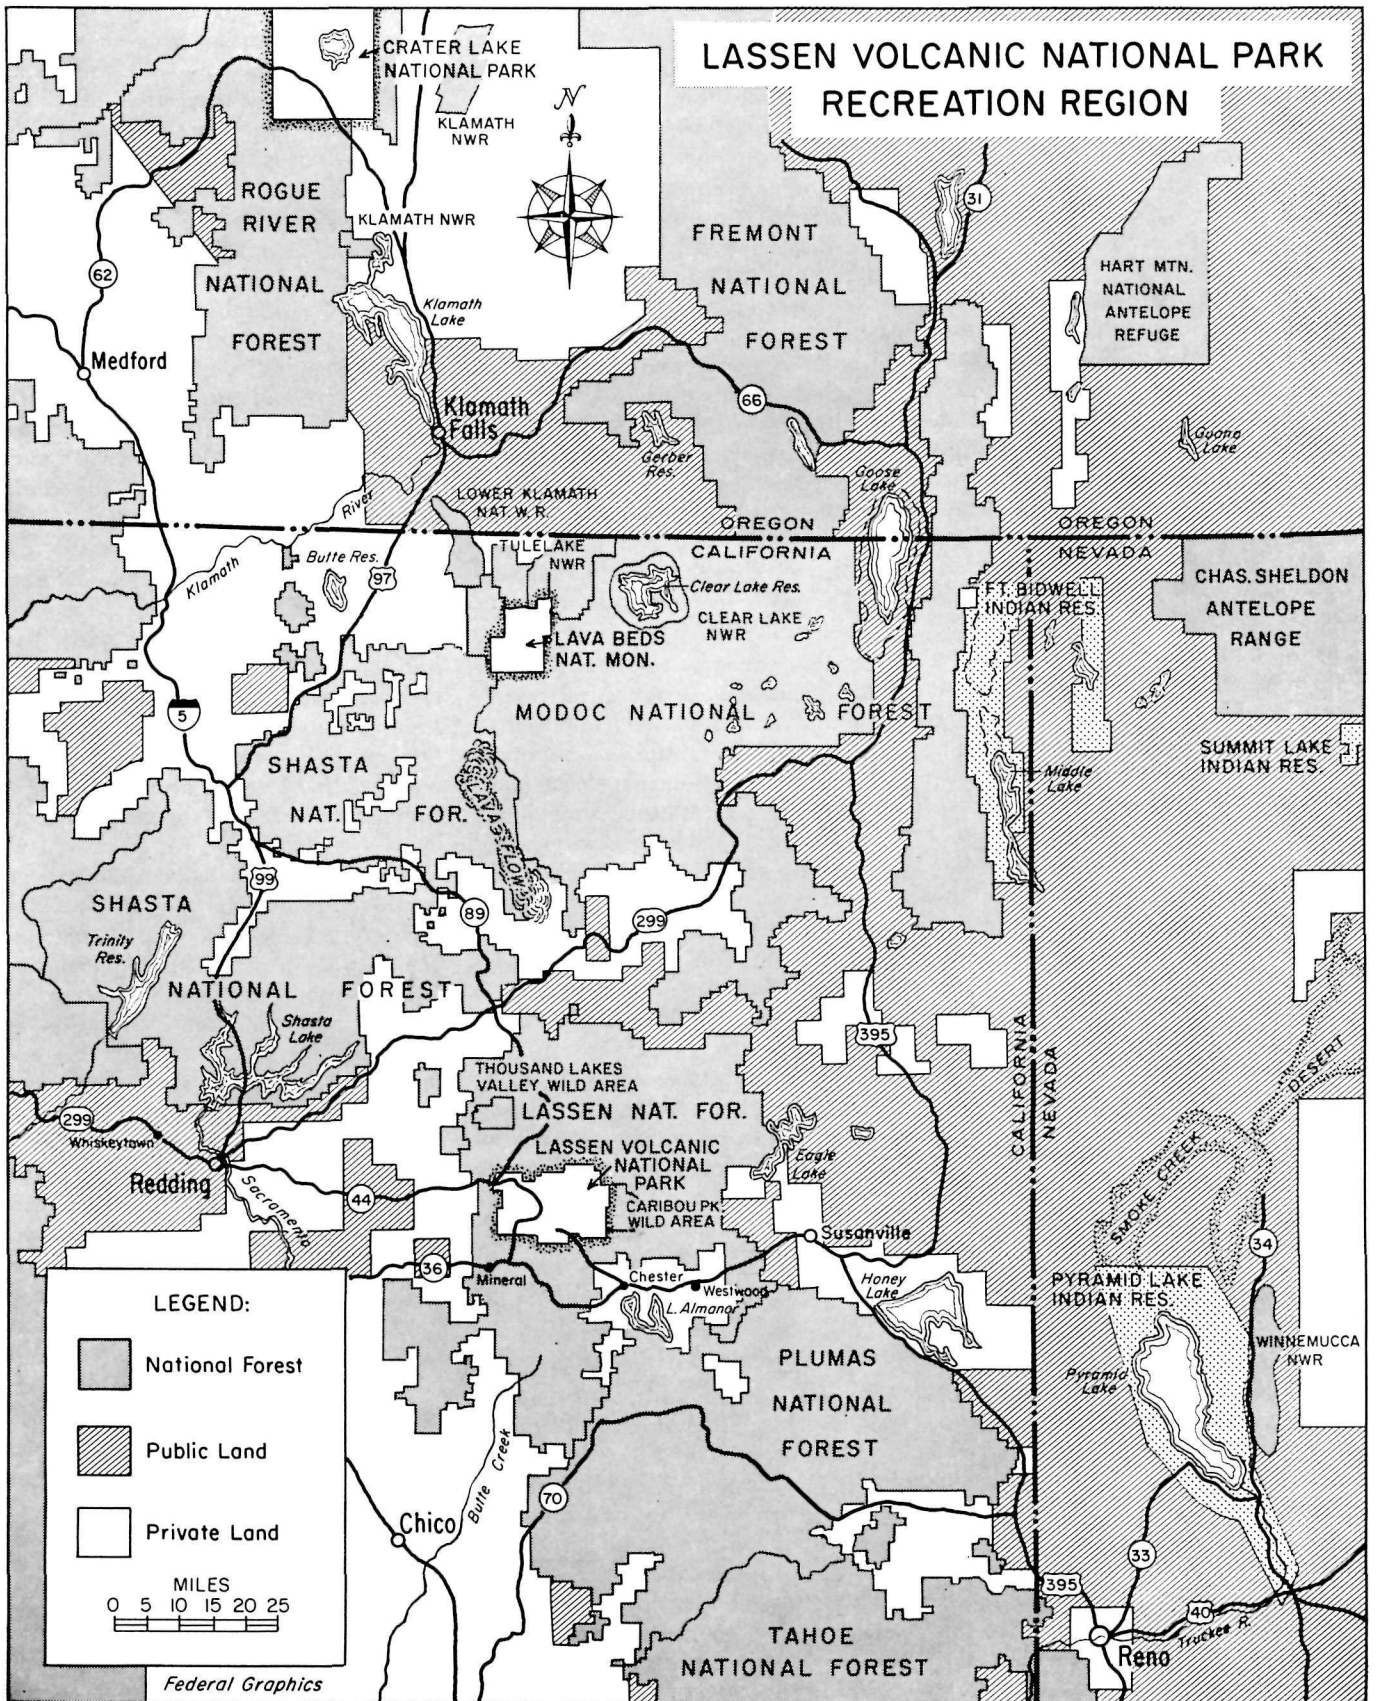 LASSEN VOLCANIC NATIONAL PARK
RECREATION REGION
CRATER LAKE
NATIONAL PARK
KLAMATH
NWR
N
ROGUE
RIVER
NATIONAL
FOREST
KLAMATH NWR
FREMONT
NATIONAL
FOREST
31
HART MTN.
NATIONAL
ANTELOPE
REFUGE
62
Klamath
Lake
Medford
Klamath
Falls
66
Gerber
Res.
Goose
Lake
Guano
Lake
River
LOWER KLAMATH
NAT. W. R.
OREGON
CALIFORNIA
OREGON
NEVADA
Klamath
Butte Res.
97
TULELAKE
NWR
Clear Lake Res.
CLEAR LAKE
NWR
FT. BIDWELL
INDIAN RES.
CHAS. SHELDON
ANTELOPE
RANGE
LAVA BEDS
NAT. MON.
5
MODOC NATIONAL FOREST
SUMMIT LAKE
INDIAN RES.
SHASTA
NAT. FOR.
LAVAS FLOW
Middle
Lake
99
SHASTA
89
299
Trinity
Res.
NATIONAL FOREST
Shasta
Lake
395
CALIFORNIA
NEVADA
DESERT
SMOKE CREEK
THOUSAND LAKES
VALLEY WILD AREA
LASSEN NAT. FOR.
299
Whiskeytown
Redding
Sacramento
44
LASSEN VOLCANIC
NATIONAL
PARK
CARIBOU PK.
WILD AREA
Eagle
Lake
Susanville
34
36
Mineral
Chester
Westwood
L. Almanor
Honey
Lake
PYRAMID LAKE
INDIAN RES.
WINNEMUCCA
NWR
Pyramid
Lake
PLUMAS
NATIONAL
FOREST
LEGEND:
National Forest
Public Land
Private Land
MILES
0 5 10 15 20 25
Chico
Butte Creek
70
33
395
40
Truckee R.
Reno
TAHOE
NATIONAL FOREST
Federal Graphics